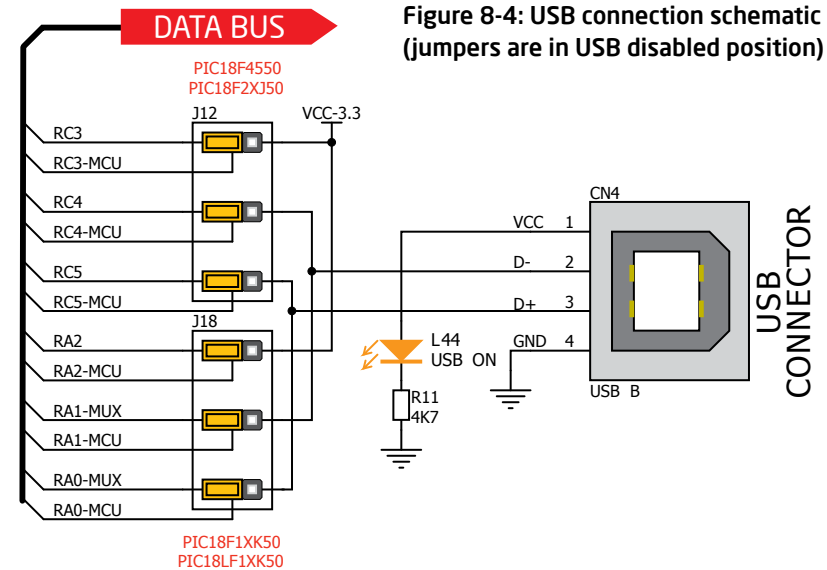 DATA BUS
Figure 8-4: USB connection schematic
(jumpers are in USB disabled position)
PIC18F4550
PIC18F2XJ50
J12
VCC-3.3
RC3
RC3-MCU
RC4
RC4-MCU
RC5
RC5-MCU
J18
RA2
RA2-MCU
RA1-MUX
RA1-MCU
RA0-MUX
RA0-MCU
PIC18F1XK50
PIC18LF1XK50
CN4
VCC 1
D- 2
D+ 3
GND 4
USB B
L44
USB ON
R11
4K7
USB
CONNECTOR